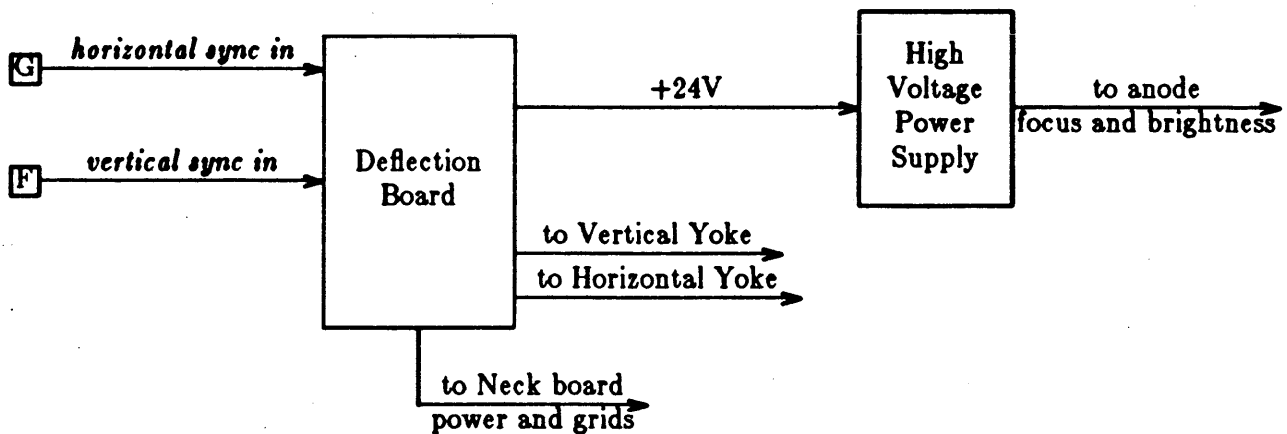 G horizontal sync in
F vertical sync in
Deflection
Board
+24V
High
Voltage
Power
Supply
to anode
focus and brightness
to Vertical Yoke
to Horizontal Yoke
to Neck board
power and grids